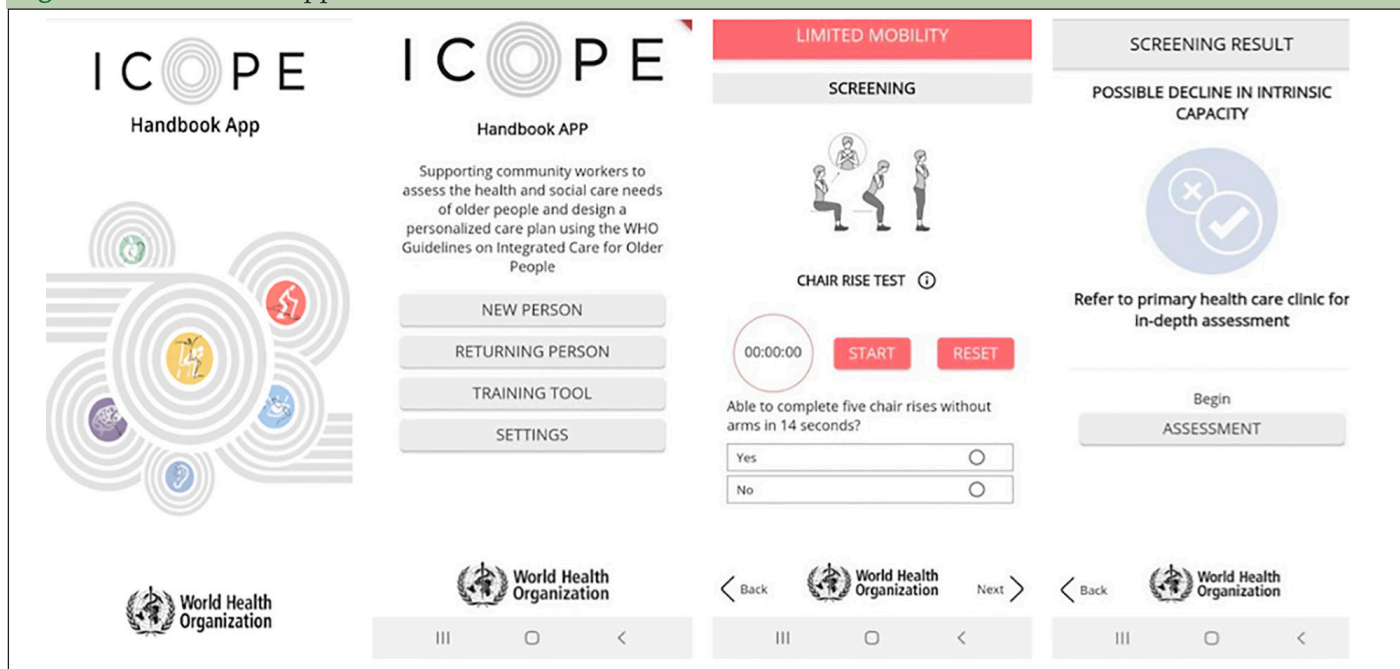 ICOPE
Handbook App
World Health
Organization
ICOPE
Handbook APP
Supporting community workers to
assess the health and social care needs
of older people and design a
personalized care plan using the WHO
Guidelines on Integrated Care for Older
People
NEW PERSON
RETURNING PERSON
TRAINING TOOL
SETTINGS
World Health
Organization
LIMITED MOBILITY
SCREENING
CHAIR RISE TEST
00:00:00 START RESET
Able to complete five chair rises without
arms in 14 seconds?
Yes
No
Back World Health
Organization Next
SCREENING RESULT
POSSIBLE DECLINE IN INTRINSIC
CAPACITY
Refer to primary health care clinic for
in-depth assessment
Begin
ASSESSMENT
Back World Health
Organization